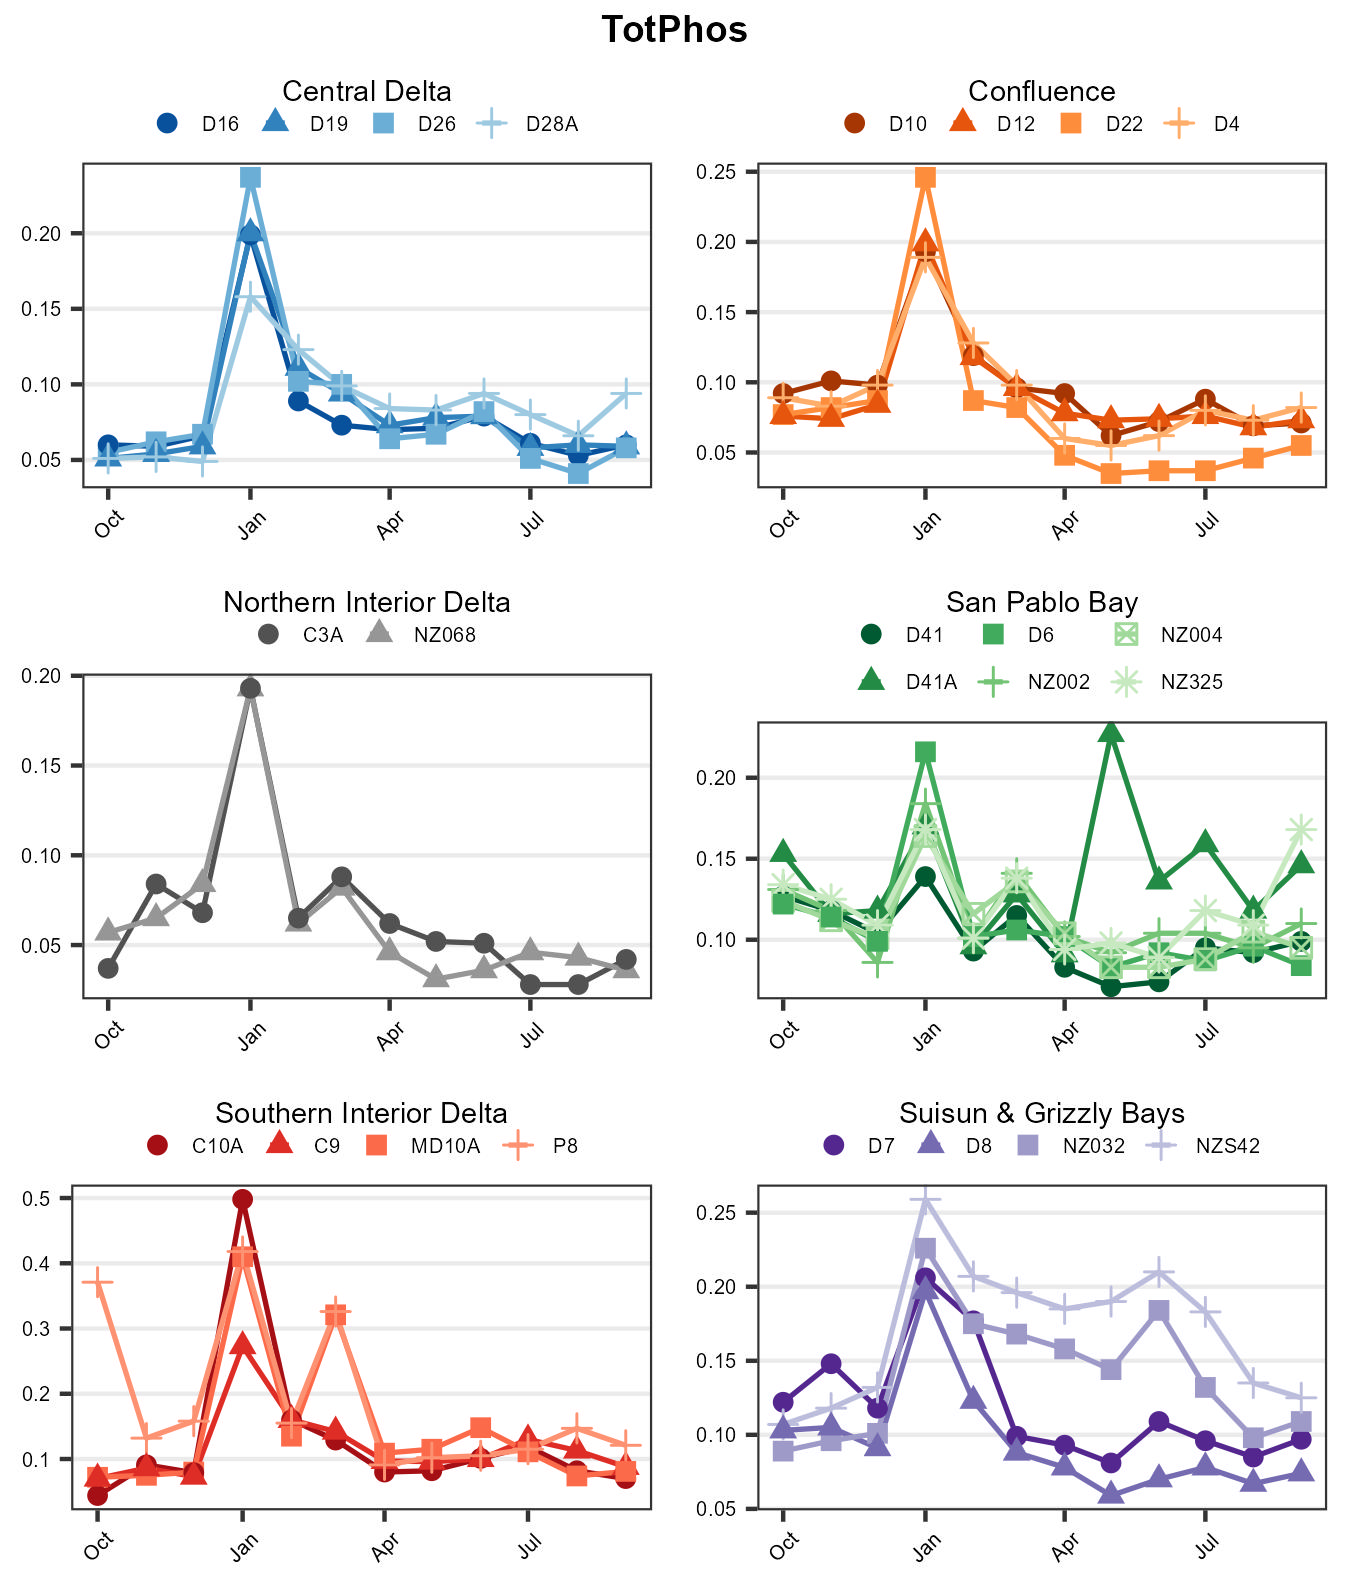 TotPhos
Central Delta
D16 D19 D26 D28A
0.20
0.15
0.10
0.05
Oct Jan Apr Jul
Confluence
D10 D12 D22 D4
0.25
0.20
0.15
0.10
0.05
Oct Jan Apr Jul
Northern Interior Delta
C3A NZ068
0.20
0.15
0.10
0.05
Oct Jan Apr Jul
San Pablo Bay
D41 D6 NZ004
D41A NZ002 NZ325
0.20
0.15
0.10
Oct Jan Apr Jul
Southern Interior Delta
C10A C9 MD10A P8
0.5
0.4
0.3
0.2
0.1
Oct Jan Apr Jul
Suisun & Grizzly Bays
D7 D8 NZ032 NZS42
0.25
0.20
0.15
0.10
0.05
Oct Jan Apr Jul